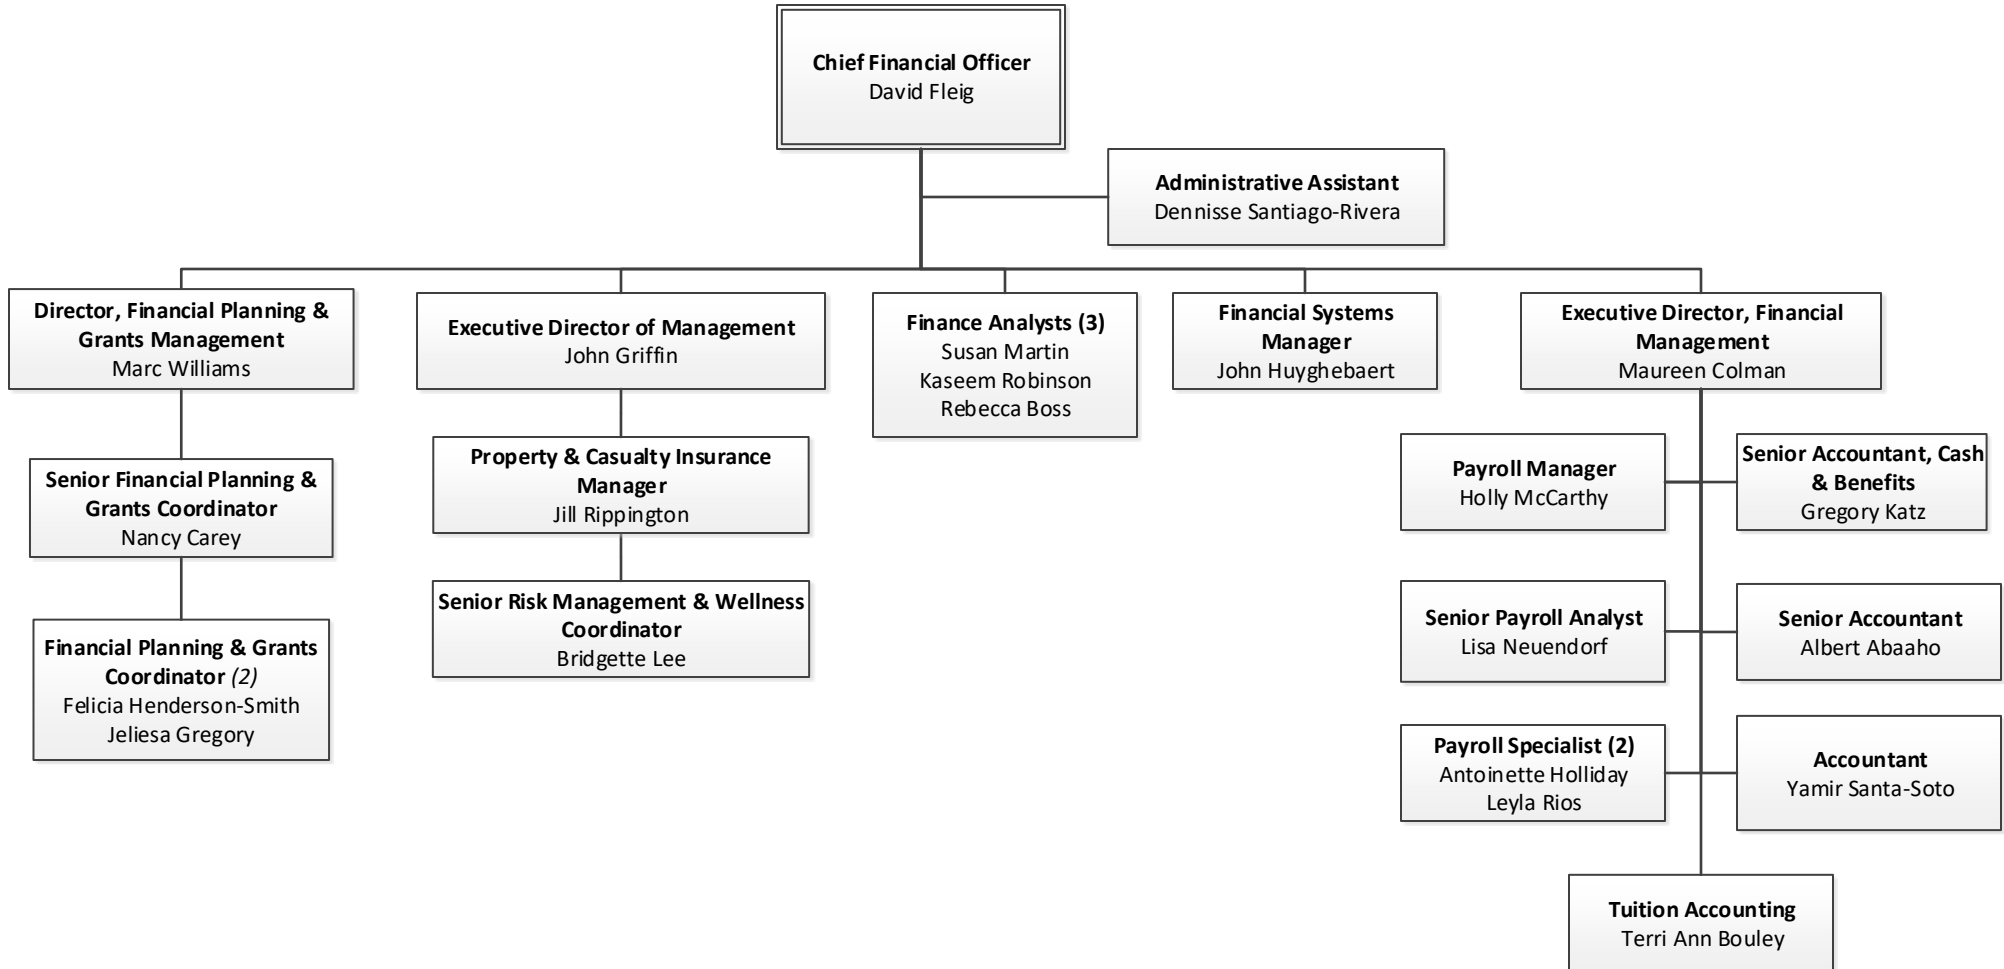 Chief Financial Officer
David Fleig
Administrative Assistant
Dennisse Santiago-Rivera
Director, Financial Planning &
Grants Management
Marc Williams
Executive Director of Management
John Griffin
Finance Analysts (3)
Susan Martin
Kaseem Robinson
Rebecca Boss
Financial Systems
Manager
John Huyghebaert
Executive Director, Financial
Management
Maureen Colman
Senior Financial Planning &
Grants Coordinator
Nancy Carey
Property & Casualty Insurance
Manager
Jill Rippington
Payroll Manager
Holly McCarthy
Senior Accountant, Cash
& Benefits
Gregory Katz
Financial Planning & Grants
Coordinator (2)
Felicia Henderson-Smith
Jeliesa Gregory
Senior Risk Management & Wellness
Coordinator
Bridgette Lee
Senior Payroll Analyst
Lisa Neuendorf
Senior Accountant
Albert Abaaho
Payroll Specialist (2)
Antoinette Holliday
Leyla Rios
Accountant
Yamir Santa-Soto
Tuition Accounting
Terri Ann Bouley